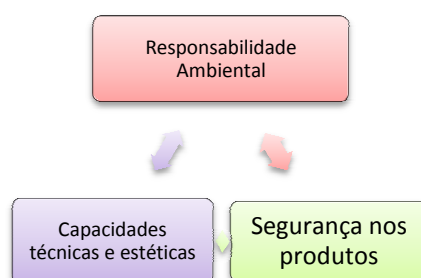 Responsabilidade
Ambiental
Capacidades
técnicas e estéticas
Segurança nos
produtos